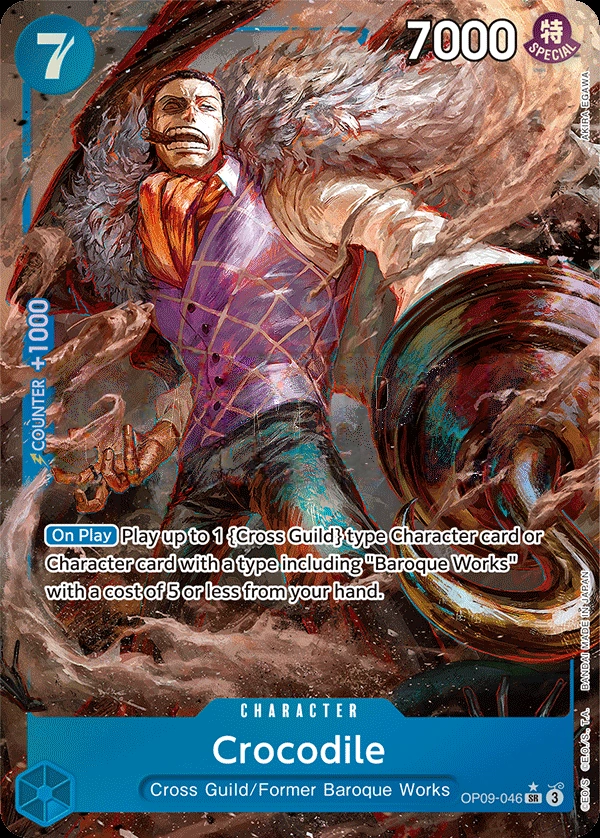 7
7000
特
SPECIAL
AKIRA EGAWA
COUNTER +1000
On Play Play up to 1 {Cross Guild} type Character card or
Character card with a type including "Baroque Works"
with a cost of 5 or less from your hand.
BANDAI MADE IN JAPAN
©ED/S ©E.O./S., T.A.
CHARACTER
Crocodile
Cross Guild/Former Baroque Works
OP09-046 SR 3